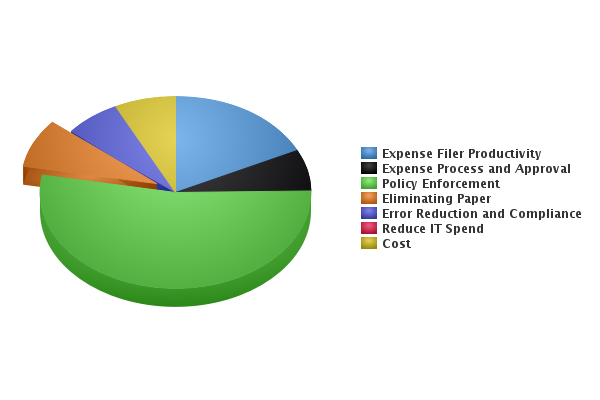 Expense Filer Productivity
Expense Process and Approval
Policy Enforcement
Eliminating Paper
Error Reduction and Compliance
Reduce IT Spend
Cost